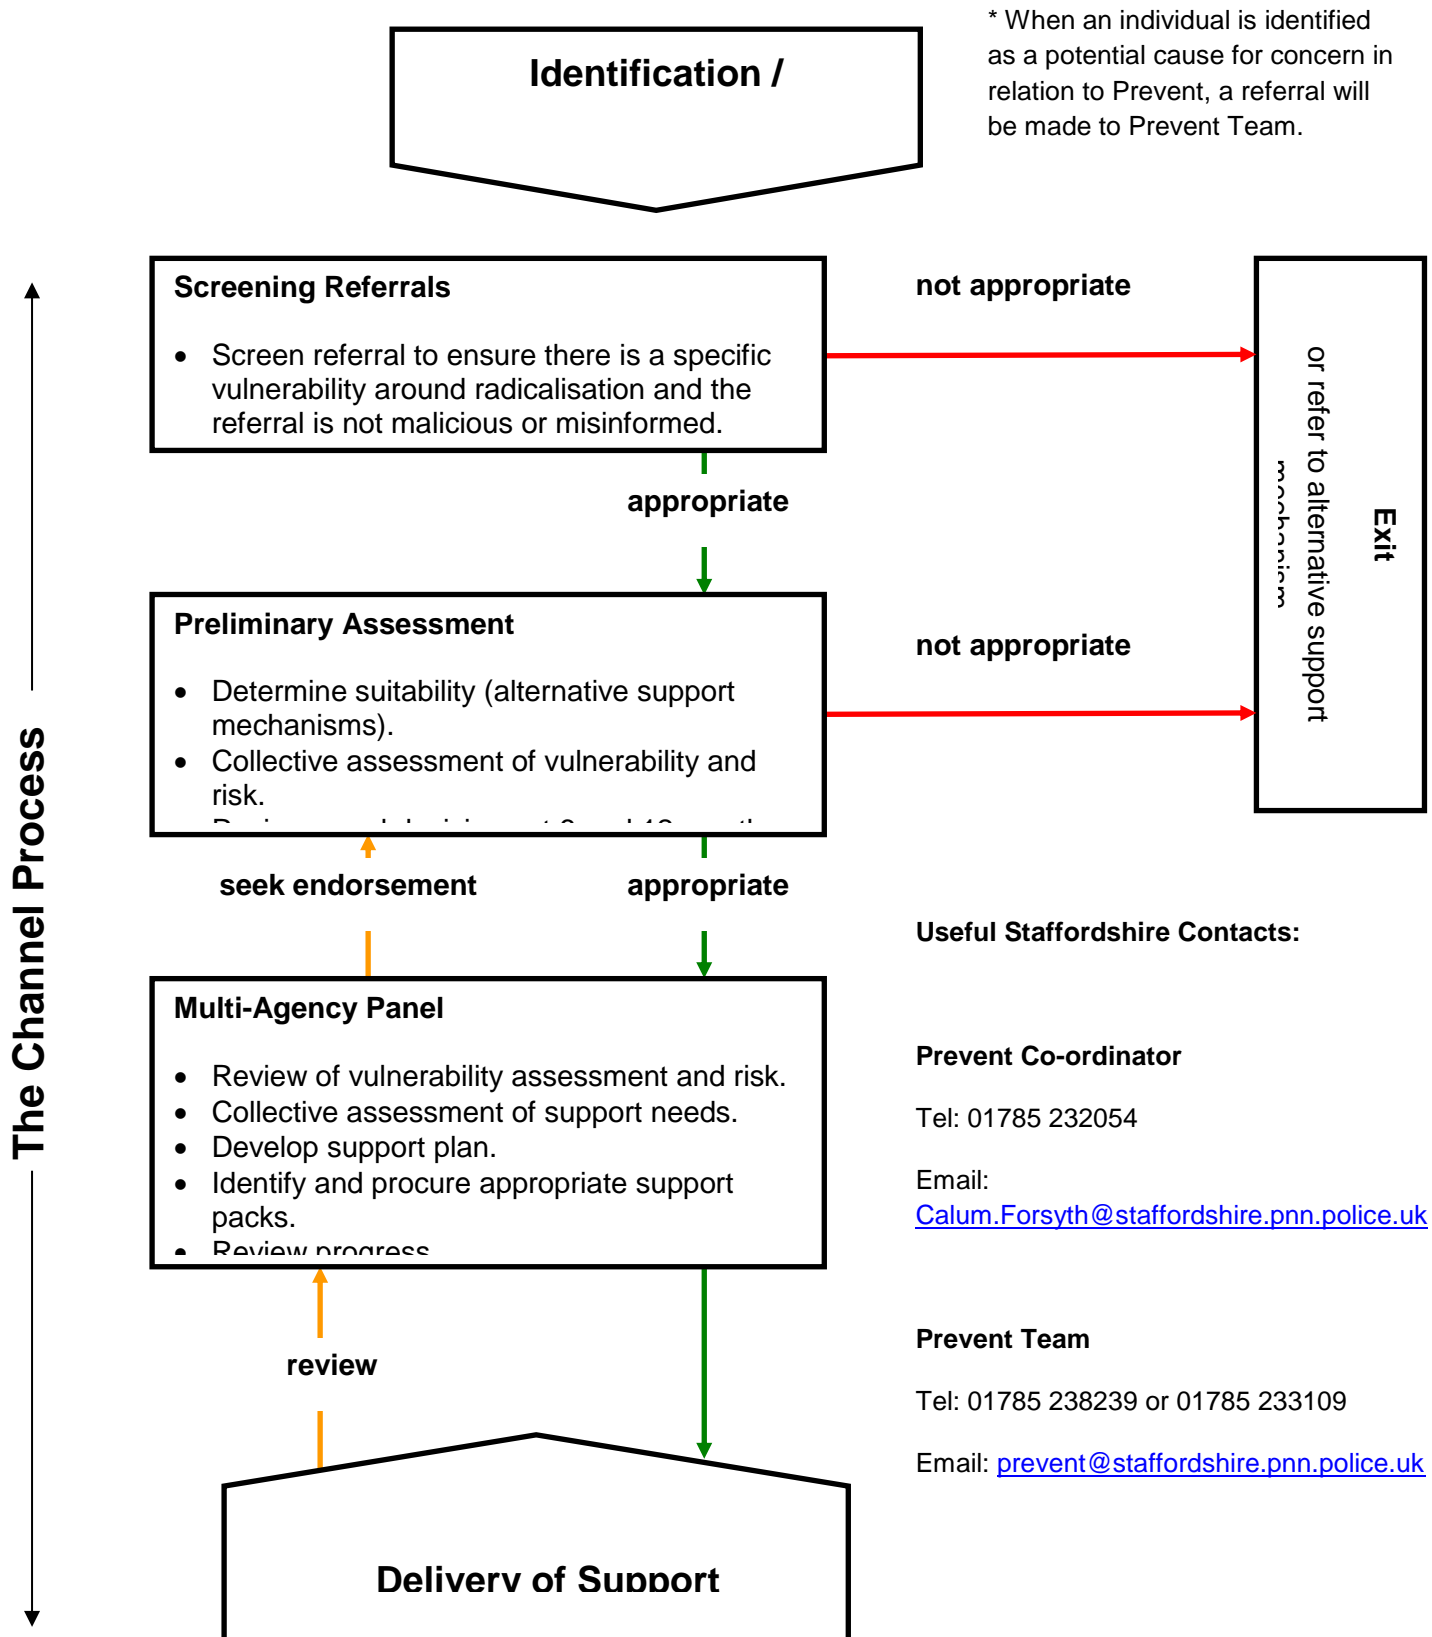 * When an individual is identified
as a potential cause for concern in
relation to Prevent, a referral will
be made to Prevent Team.
Identification /
Screening Referrals
• Screen referral to ensure there is a specific
vulnerability around radicalisation and the
referral is not malicious or misinformed.
not appropriate
appropriate
Exit
or refer to alternative support
mechanism
Preliminary Assessment
• Determine suitability (alternative support
mechanisms).
• Collective assessment of vulnerability and
risk.
not appropriate
seek endorsement
appropriate
The Channel Process
Multi-Agency Panel
• Review of vulnerability assessment and risk.
• Collective assessment of support needs.
• Develop support plan.
• Identify and procure appropriate support
packs.
• Review progress
review
Delivery of Support
Useful Staffordshire Contacts:
Prevent Co-ordinator
Tel: 01785 232054
Email:
Calum.Forsyth@staffordshire.pnn.police.uk
Prevent Team
Tel: 01785 238239 or 01785 233109
Email: prevent@staffordshire.pnn.police.uk